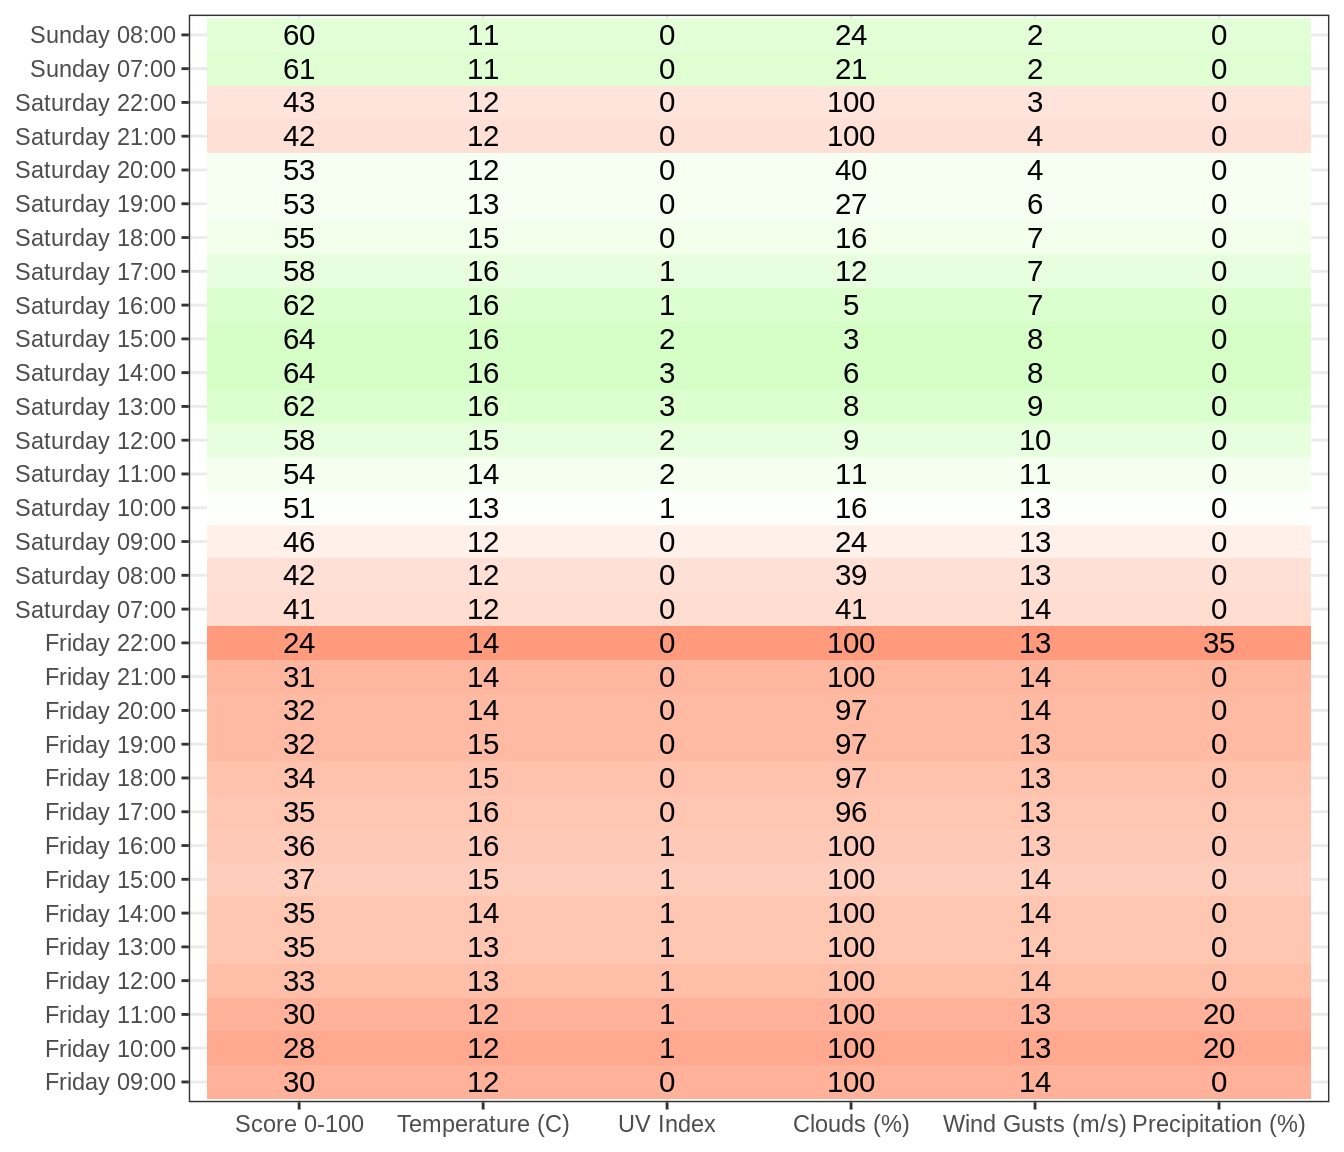 Sunday 08:00 60 11 0 24 2 0
Sunday 07:00 61 11 0 21 2 0
Saturday 22:00 43 12 0 100 3 0
Saturday 21:00 42 12 0 100 4 0
Saturday 20:00 53 12 0 40 4 0
Saturday 19:00 53 13 0 27 6 0
Saturday 18:00 55 15 0 16 7 0
Saturday 17:00 58 16 1 12 7 0
Saturday 16:00 62 16 1 5 7 0
Saturday 15:00 64 16 2 3 8 0
Saturday 14:00 64 16 3 6 8 0
Saturday 13:00 62 16 3 8 9 0
Saturday 12:00 58 15 2 9 10 0
Saturday 11:00 54 14 2 11 11 0
Saturday 10:00 51 13 1 16 13 0
Saturday 09:00 46 12 0 24 13 0
Saturday 08:00 42 12 0 39 13 0
Saturday 07:00 41 12 0 41 14 0
Friday 22:00 24 14 0 100 13 35
Friday 21:00 31 14 0 100 14 0
Friday 20:00 32 14 0 97 14 0
Friday 19:00 32 15 0 97 13 0
Friday 18:00 34 15 0 97 13 0
Friday 17:00 35 16 0 96 13 0
Friday 16:00 36 16 1 100 13 0
Friday 15:00 37 15 1 100 14 0
Friday 14:00 35 14 1 100 14 0
Friday 13:00 35 13 1 100 14 0
Friday 12:00 33 13 1 100 14 0
Friday 11:00 30 12 1 100 13 20
Friday 10:00 28 12 1 100 13 20
Friday 09:00 30 12 0 100 14 0
Score 0-100 Temperature (C) UV Index Clouds (%) Wind Gusts (m/s) Precipitation (%)